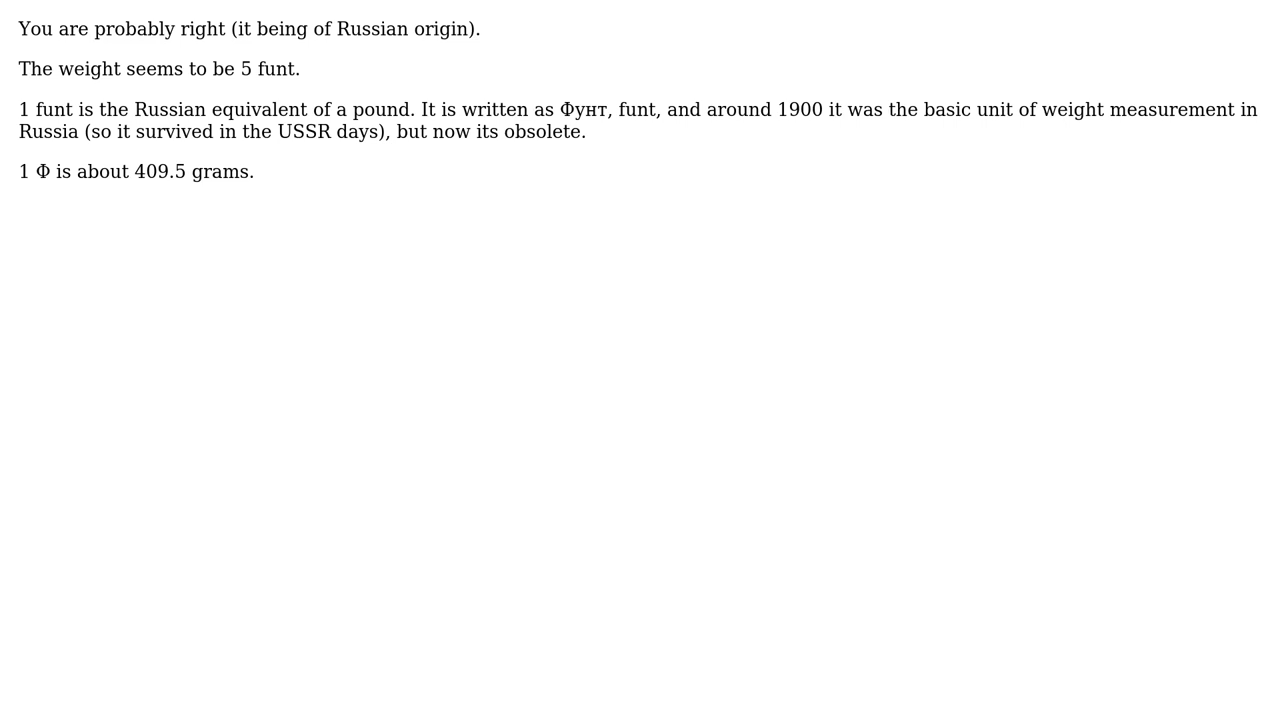 You are probably right (it being of Russian origin).
The weight seems to be 5 funt.
1 funt is the Russian equivalent of a pound. It is written as Фунт, funt, and around 1900 it was the basic unit of weight measurement in
Russia (so it survived in the USSR days), but now its obsolete.
1 Ф is about 409.5 grams.